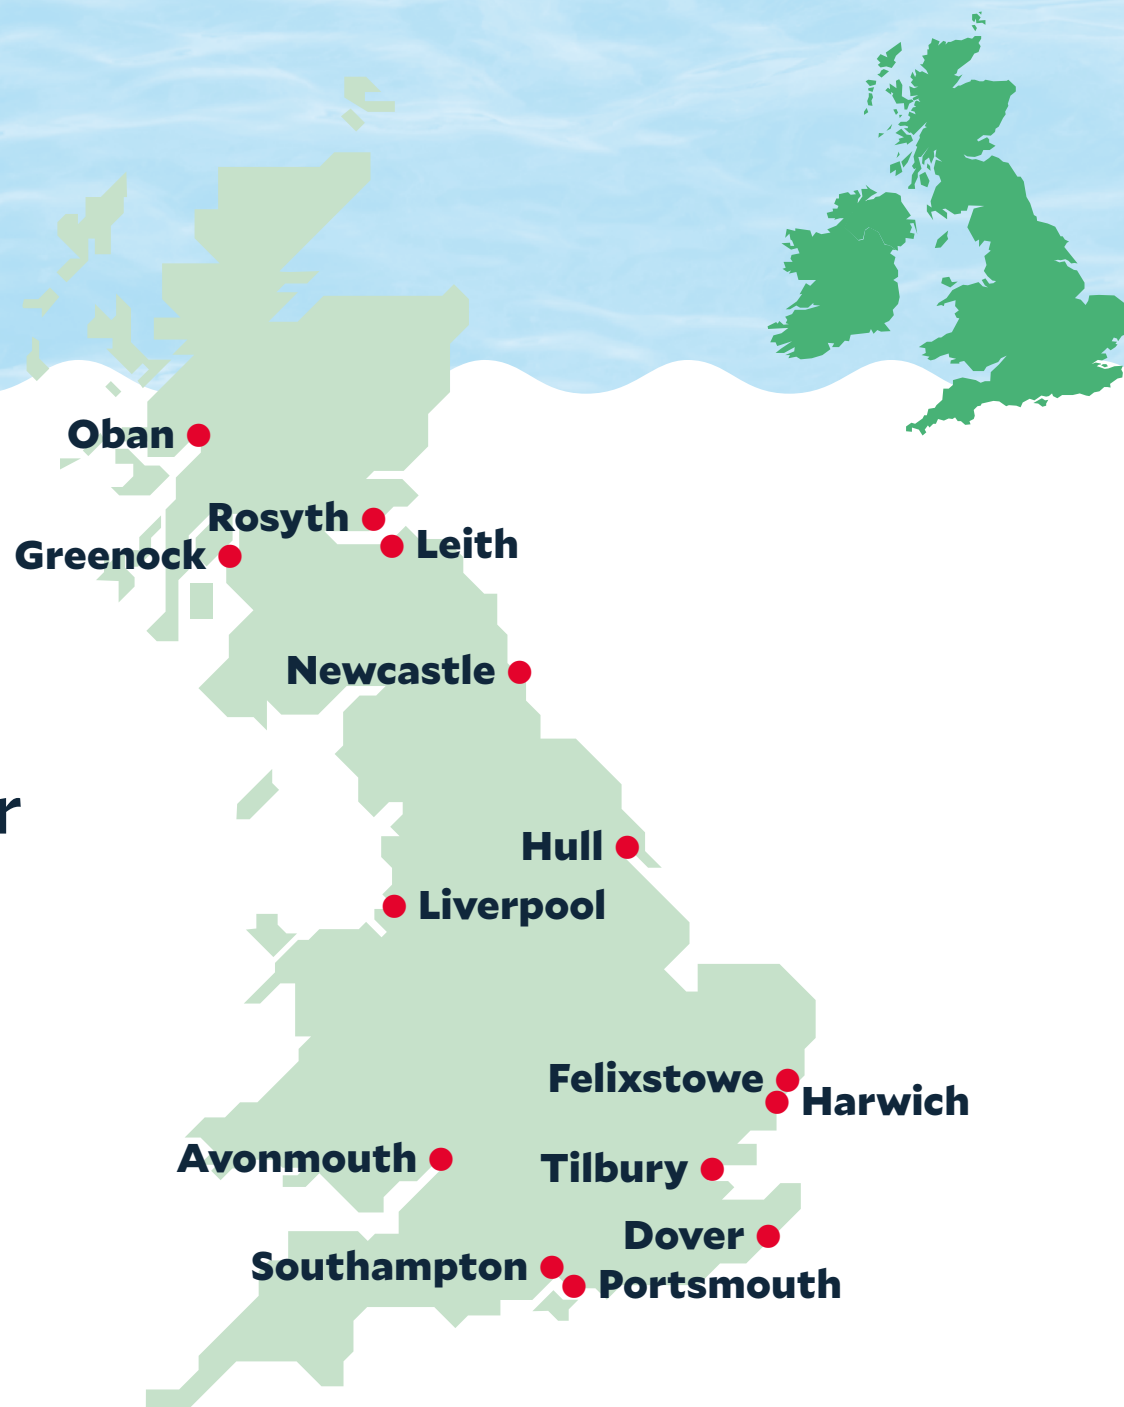 Oban
Rosyth
Leith
Greenock
Newcastle
r
Hull
Liverpool
Felixstowe
Harwich
Avonmouth
Tilbury
Dover
Southampton
Portsmouth